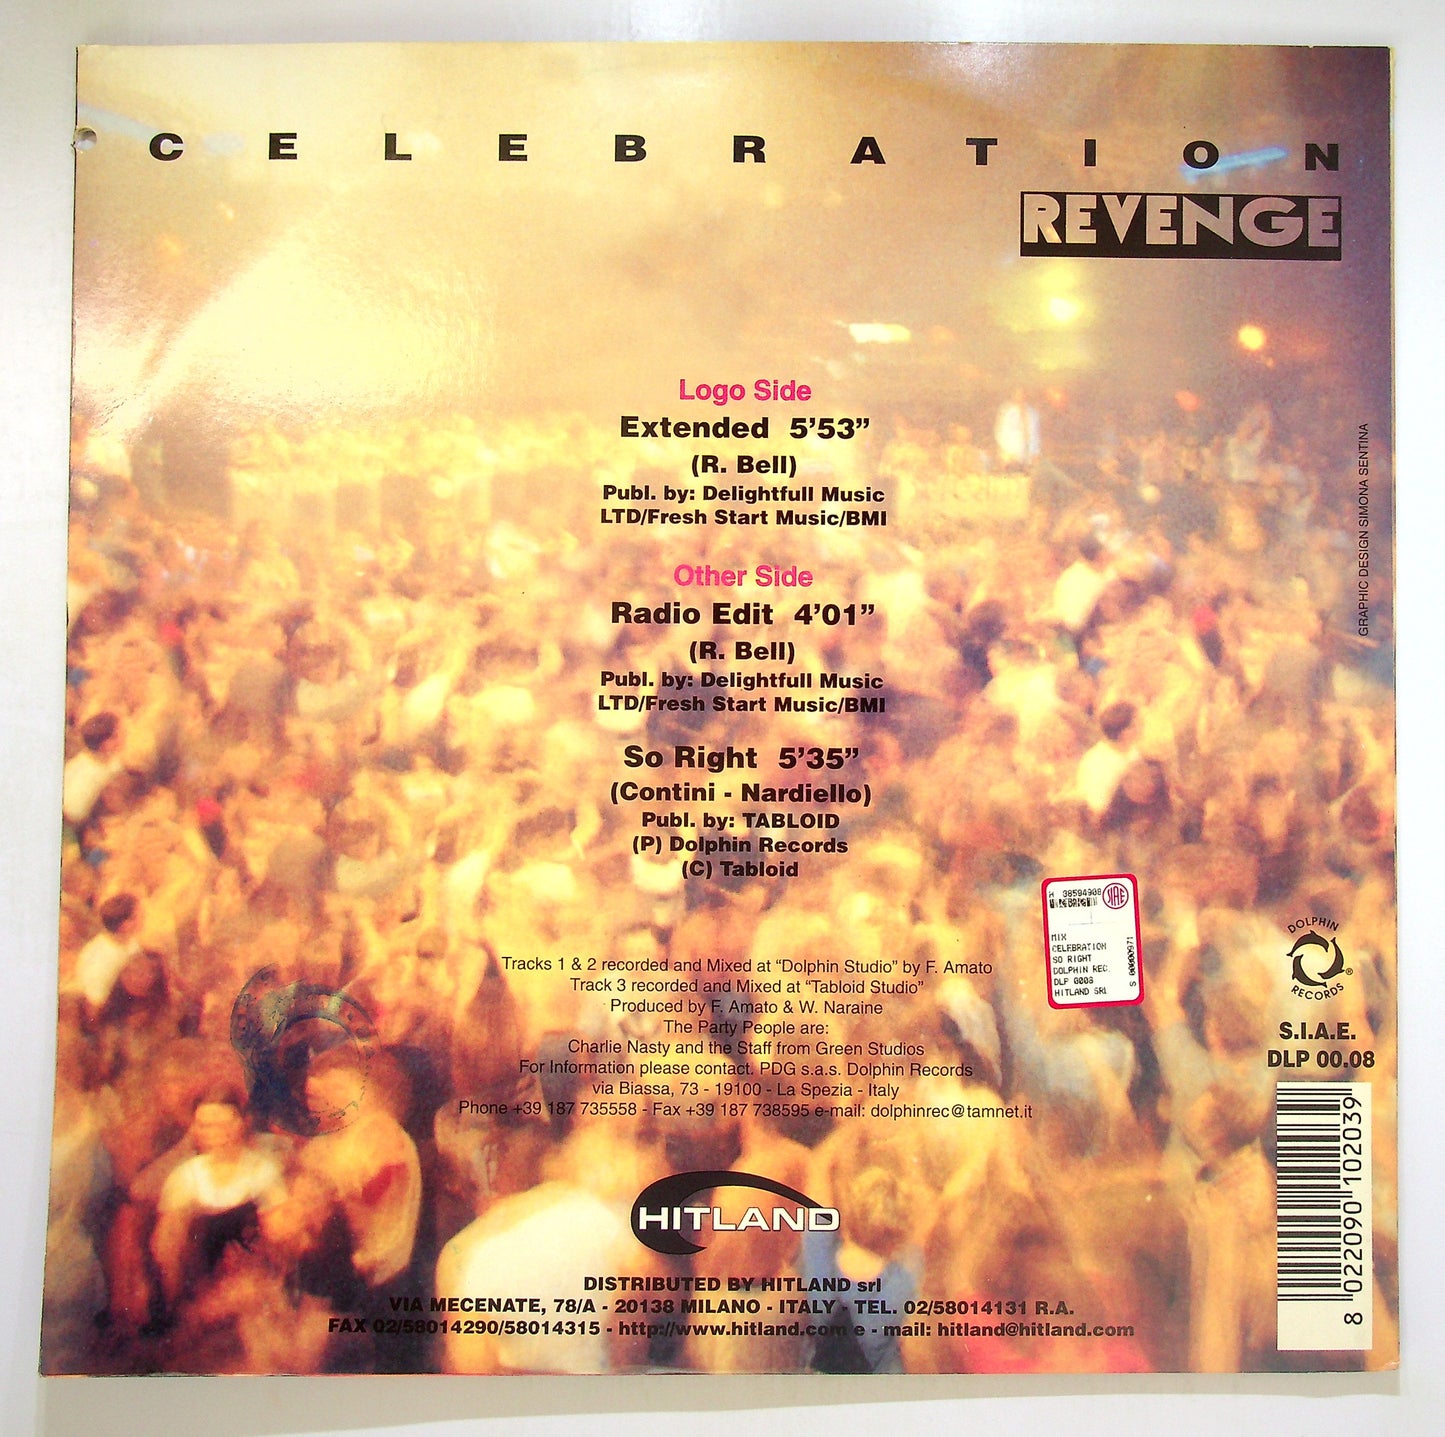 CELEBRATION
REVENGE
Logo Side
Extended 5’53”
(R. Bell)
Publ. by: Delightfull Music
LTD/Fresh Start Music/BMI
Other Side
Radio Edit 4’01”
(R. Bell)
Publ. by: Delightfull Music
LTD/Fresh Start Music/BMI
So Right 5’35”
(Contini - Nardiello)
Publ. by: TABLOID
(P) Dolphin Records
(C) Tabloid
Tracks 1 & 2 recorded and Mixed at “Dolphin Studio” by F. Amato
Track 3 recorded and Mixed at “Tabloid Studio”
Produced by F. Amato & W. Naraine
The Party People are:
Charlie Nasty and the Staff from Green Studios
For Information please contact. PDG s.a.s. Dolphin Records
via Biassa, 73 - 19100 - La Spezia - Italy
Phone +39 187 735558 - Fax +39 187 738595 e-mail: dolphinrec@tamnet.it
HITLAND
DISTRIBUTED BY HITLAND srl
VIA MECENATE, 78/A - 20138 MILANO - ITALY - TEL. 02/58014131 R.A.
FAX 02/58014290/58014315 - http://www.hitland.com e - mail: hitland@hitland.com
GRAPHIC DESIGN SIMONA SENTINA
H 38594908
MIX
CELEBRATION
SO RIGHT
DOLPHIN REC.
DLP 0008
HITLAND SRL
S 00000971
DOLPHIN
RECORDS
®
S.I.A.E.
DLP 00.08
8 022090 102039